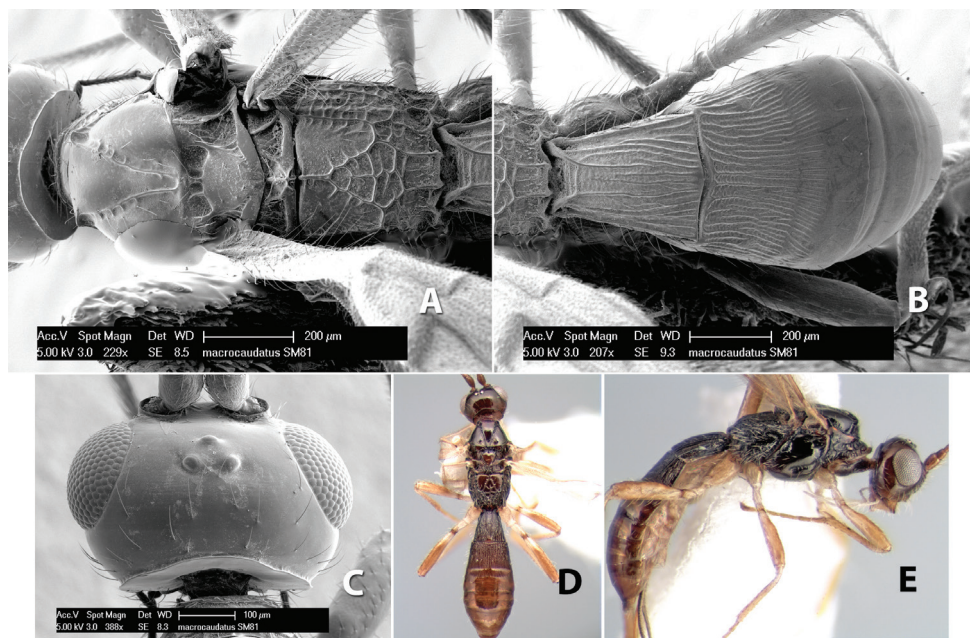 A
Acc.V Spot Magn Det WD 200 µm
5.00 kV 3.0 229x SE 8.5 macrocaudatus SM81
B
Acc.V Spot Magn Det WD 200 µm
5.00 kV 3.0 207x SE 9.3 macrocaudatus SM81
C
Acc.V Spot Magn Det WD 100 µm
5.00 kV 3.0 388x SE 8.3 macrocaudatus SM81
D
E